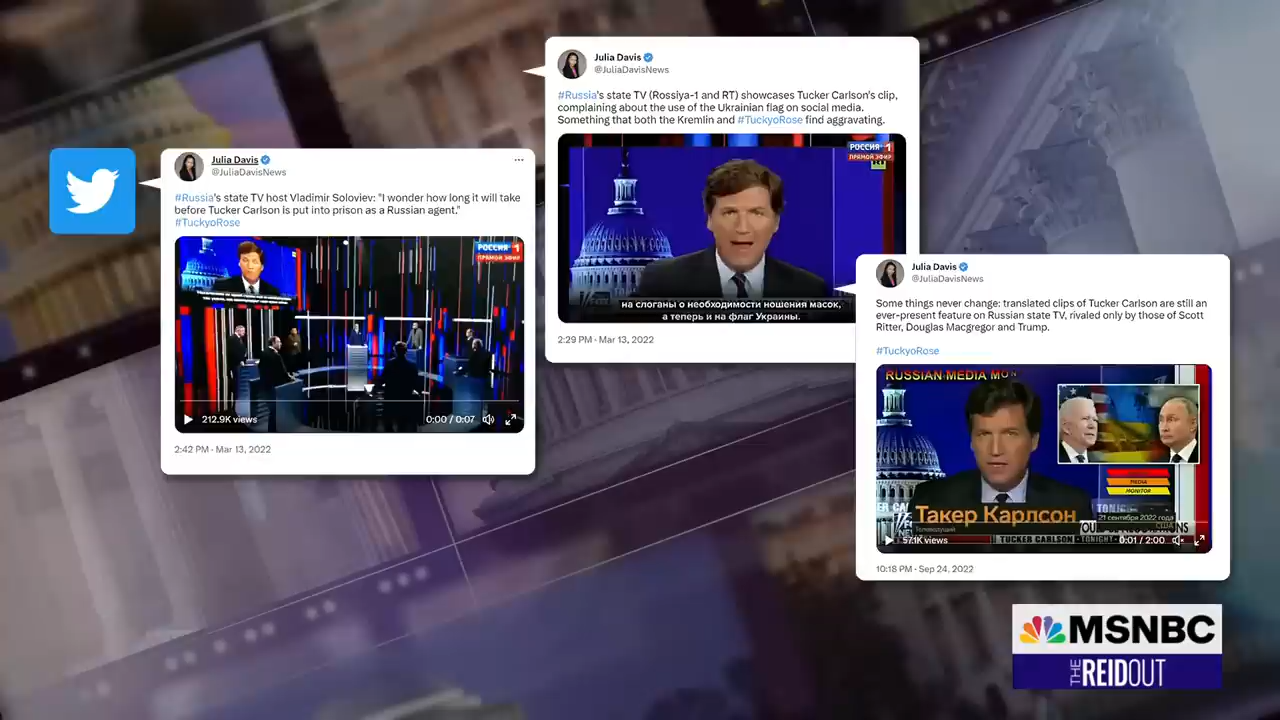 Julia Davis
@JuliaDavisNews
#Russia's state TV host Vladimir Soloviev: "I wonder how long it will take
before Tucker Carlson is put into prison as a Russian agent."
#TuckyoRose
РОССИЯ 1
ПРЯМОЙ ЭФИР
212.9K views
0:00 / 0:07
2:42 PM · Mar 13, 2022
Julia Davis
@JuliaDavisNews
#Russia's state TV (Rossiya-1 and RT) showcases Tucker Carlson's clip,
complaining about the use of the Ukrainian flag on social media.
Something that both the Kremlin and #TuckyoRose find aggravating.
РОССИЯ 1
ПРЯМОЙ ЭФИР
на слоганы о необходимости ношения масок,
а теперь и на флаг Украины.
2:29 PM · Mar 13, 2022
Julia Davis
@JuliaDavisNews
Some things never change: translated clips of Tucker Carlson are still an
ever-present feature on Russian state TV, rivaled only by those of Scott
Ritter, Douglas Macgregor and Trump.
#TuckyoRose
RUSSIAN MEDIA MON
MEDIA
MONITOR
Такер Карлсон
Телеведущий
21 сентября 2022 года
США
57.1K views
TUCKER CARLSON TONIGHT
0:01 / 2:00
10:18 PM · Sep 24, 2022
MSNBC
THE REIDOUT